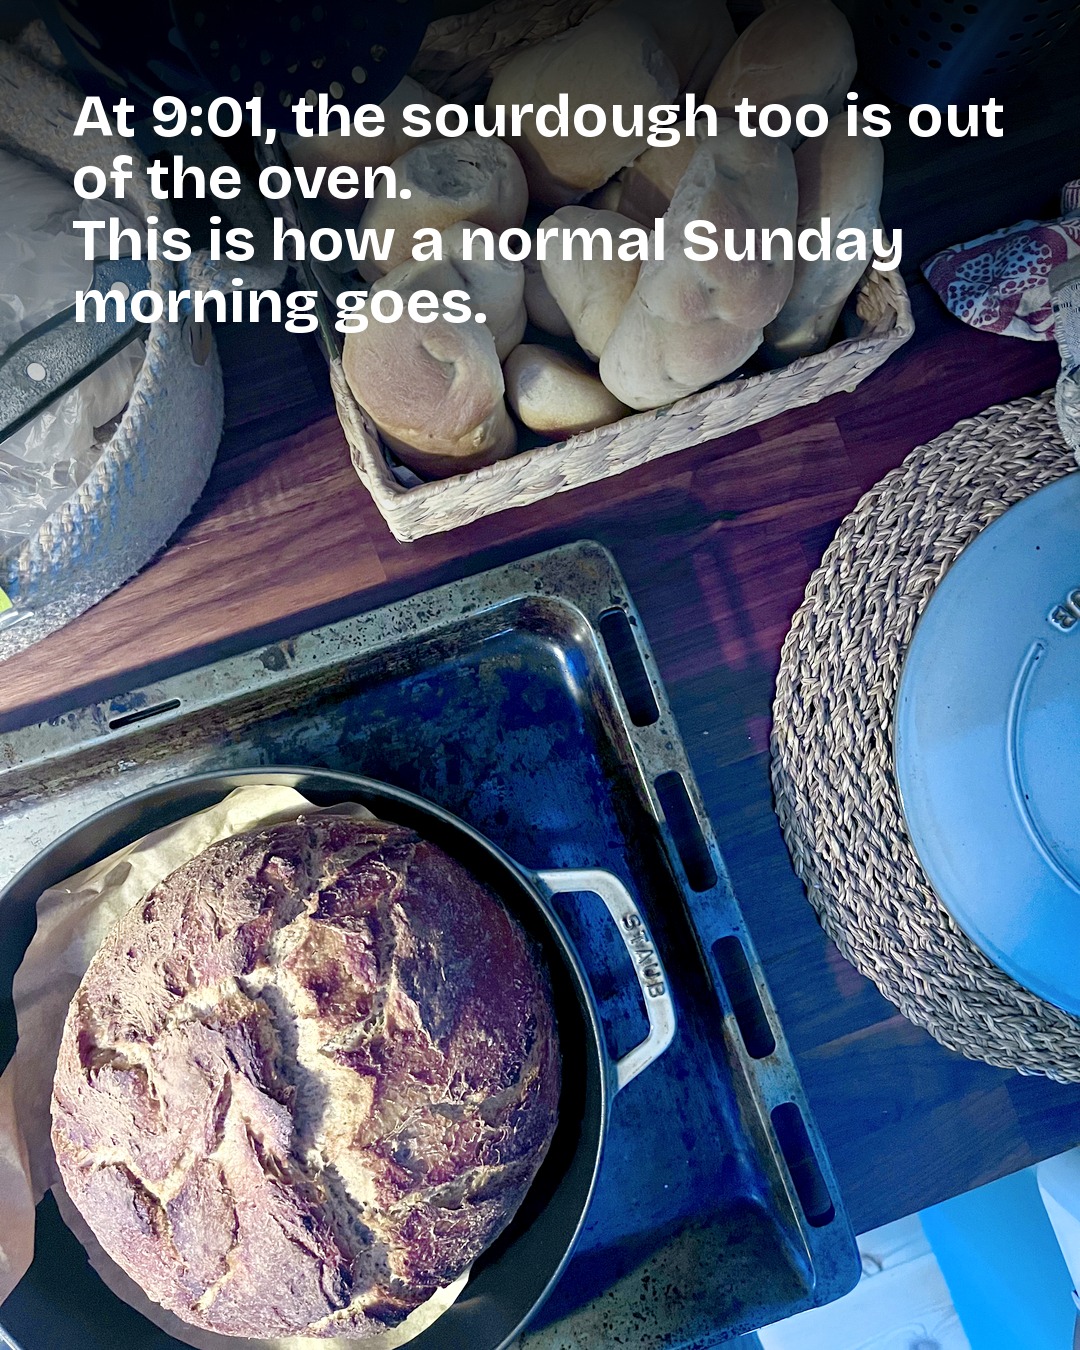 At 9:01, the sourdough too is out
of the oven.
This is how a normal Sunday
morning goes.
STAUB
UB